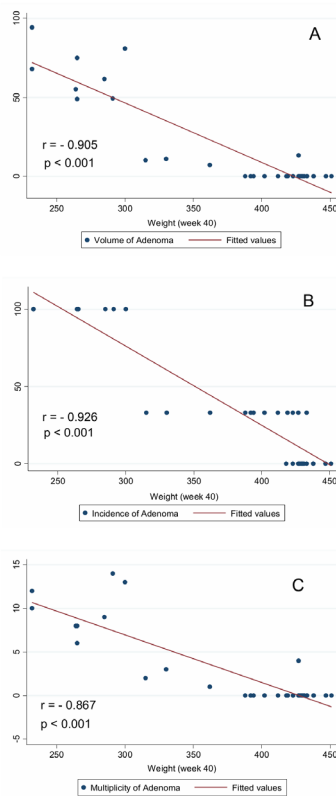 A
100
50
0
r = - 0.905
p < 0.001
250 300 350 400 450
Weight (week 40)
Volume of Adenoma Fitted values
B
100
50
0
r = - 0.926
p < 0.001
250 300 350 400 450
Weight (week 40)
Incidence of Adenoma Fitted values
C
15
10
5
0
-5
r = - 0.867
p < 0.001
250 300 350 400 450
Weight (week 40)
Multiplicity of Adenoma Fitted values